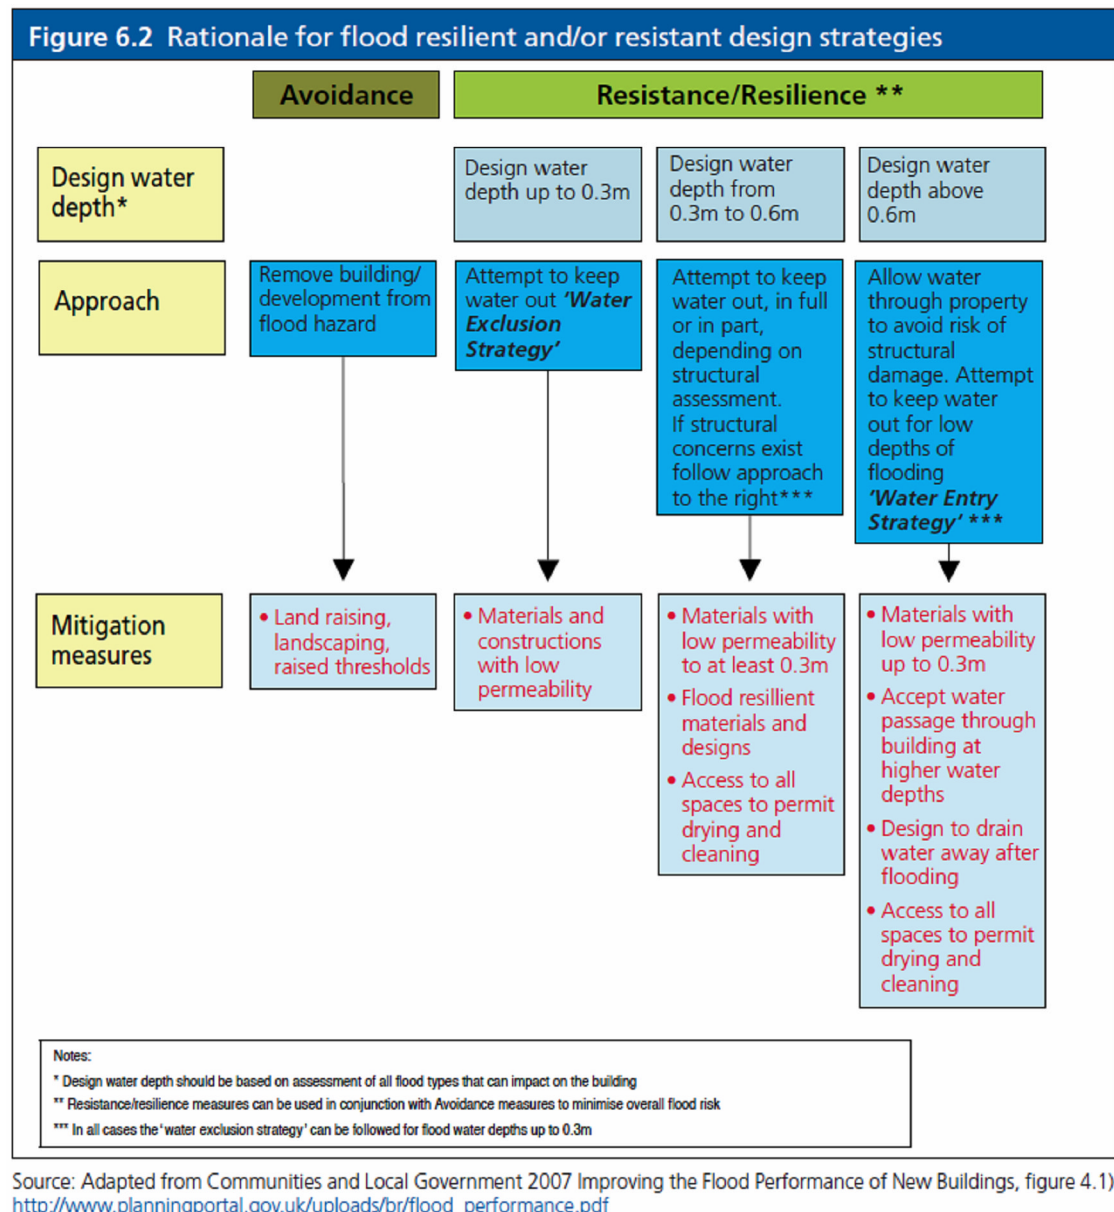 Figure 6.2 Rationale for flood resilient and/or resistant design strategies
Avoidance
Resistance/Resilience **
Design water
depth*
Design water
depth up to 0.3m
Design water
depth from
0.3m to 0.6m
Design water
depth above
0.6m
Approach
Remove building/
development from
flood hazard
Attempt to keep
water out 'Water
Exclusion
Strategy'
Attempt to keep
water out, in full
or in part,
depending on
structural
assessment.
If structural
concerns exist
follow approach
to the right***
Allow water
through property
to avoid risk of
structural
damage. Attempt
to keep water
out for low
depths of
flooding
'Water Entry
Strategy' ***
Mitigation
measures
• Land raising,
landscaping,
raised thresholds
• Materials and
constructions
with low
permeability
• Materials with
low permeability
to at least 0.3m
• Flood resillient
materials and
designs
• Access to all
spaces to permit
drying and
cleaning
• Materials with
low permeability
up to 0.3m
• Accept water
passage through
building at
higher water
depths
• Design to drain
water away after
flooding
• Access to all
spaces to permit
drying and
cleaning
Notes:
* Design water depth should be based on assessment of all flood types that can impact on the building
** Resistance/resilience measures can be used in conjunction with Avoidance measures to minimise overall flood risk
*** In all cases the 'water exclusion strategy' can be followed for flood water depths up to 0.3m
Source: Adapted from Communities and Local Government 2007 Improving the Flood Performance of New Buildings, figure 4.1)
http://www.planningportal.gov.uk/uploads/br/flood_performance.pdf